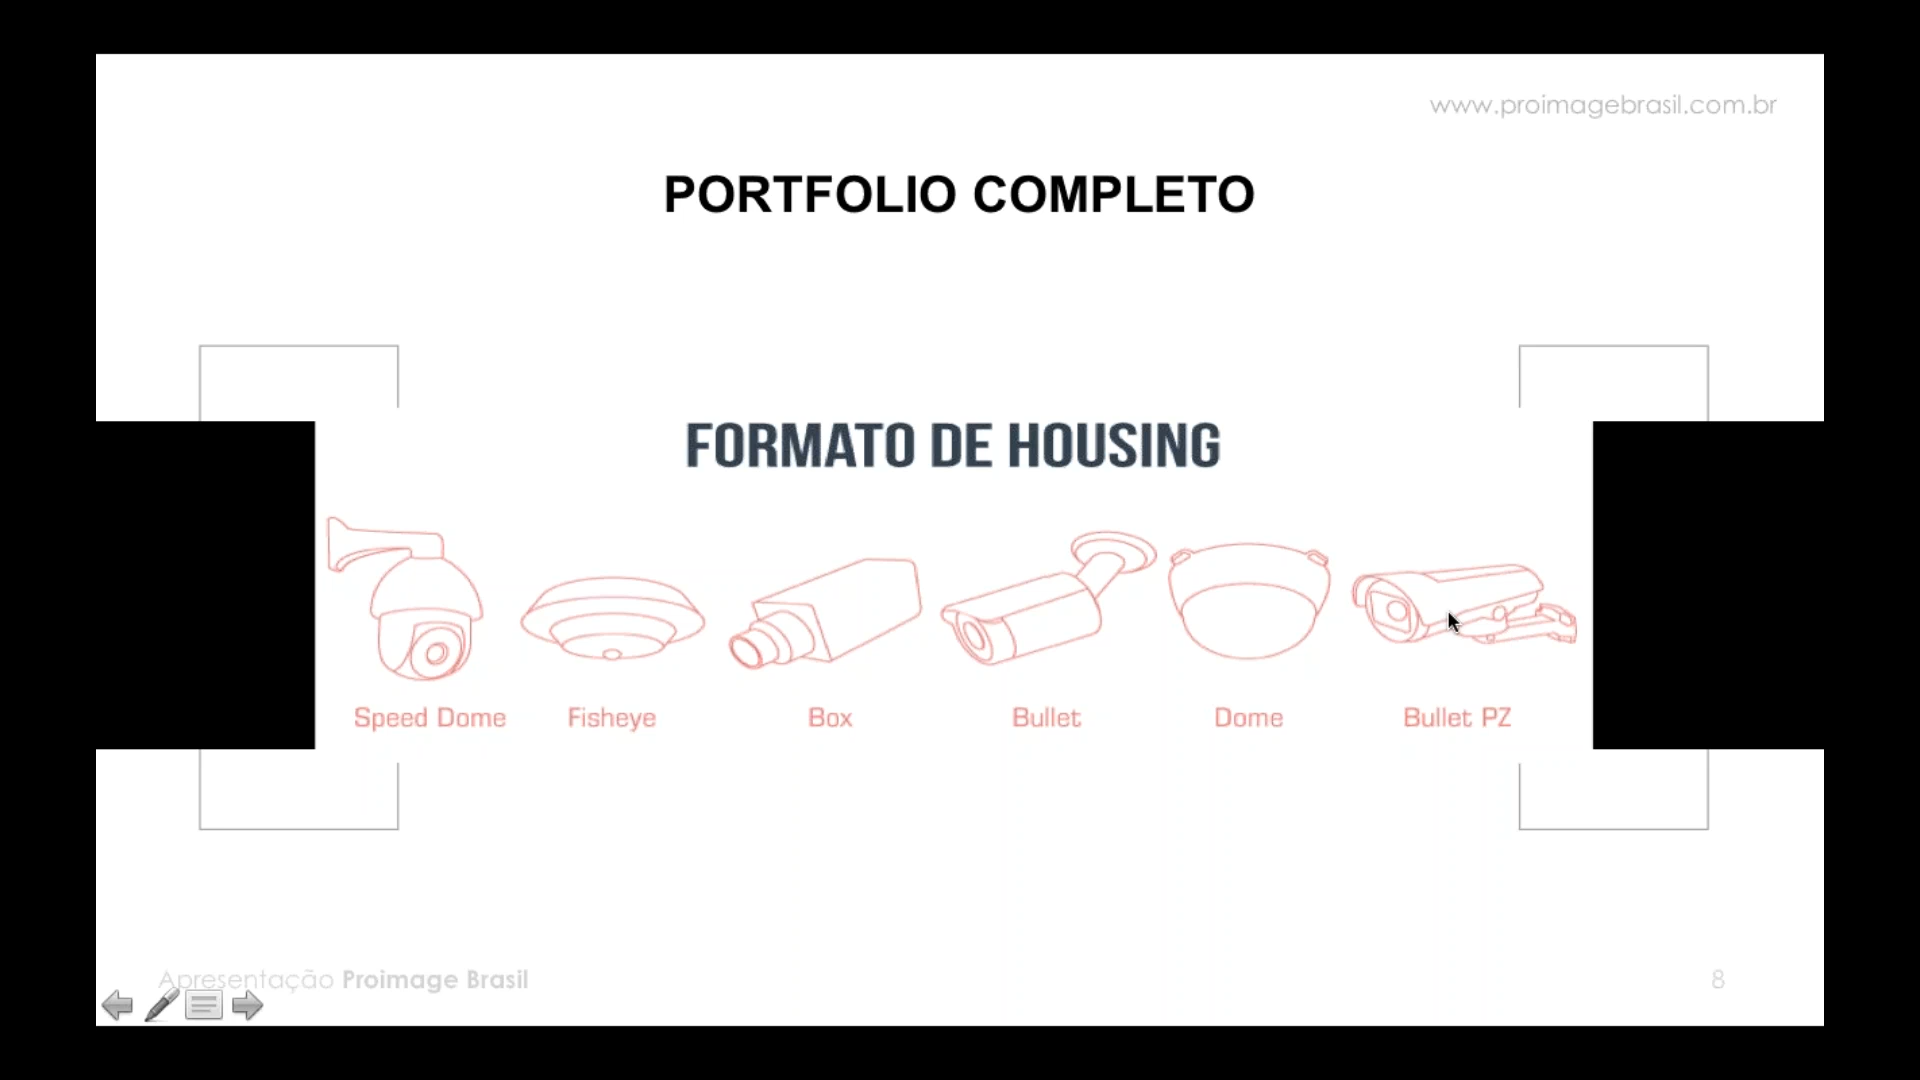 www.proimagebrasil.com.br
PORTFOLIO COMPLETO
FORMATO DE HOUSING
Speed Dome Fisheye Box Bullet Dome Bullet PZ
Apresentação Proimage Brasil
8